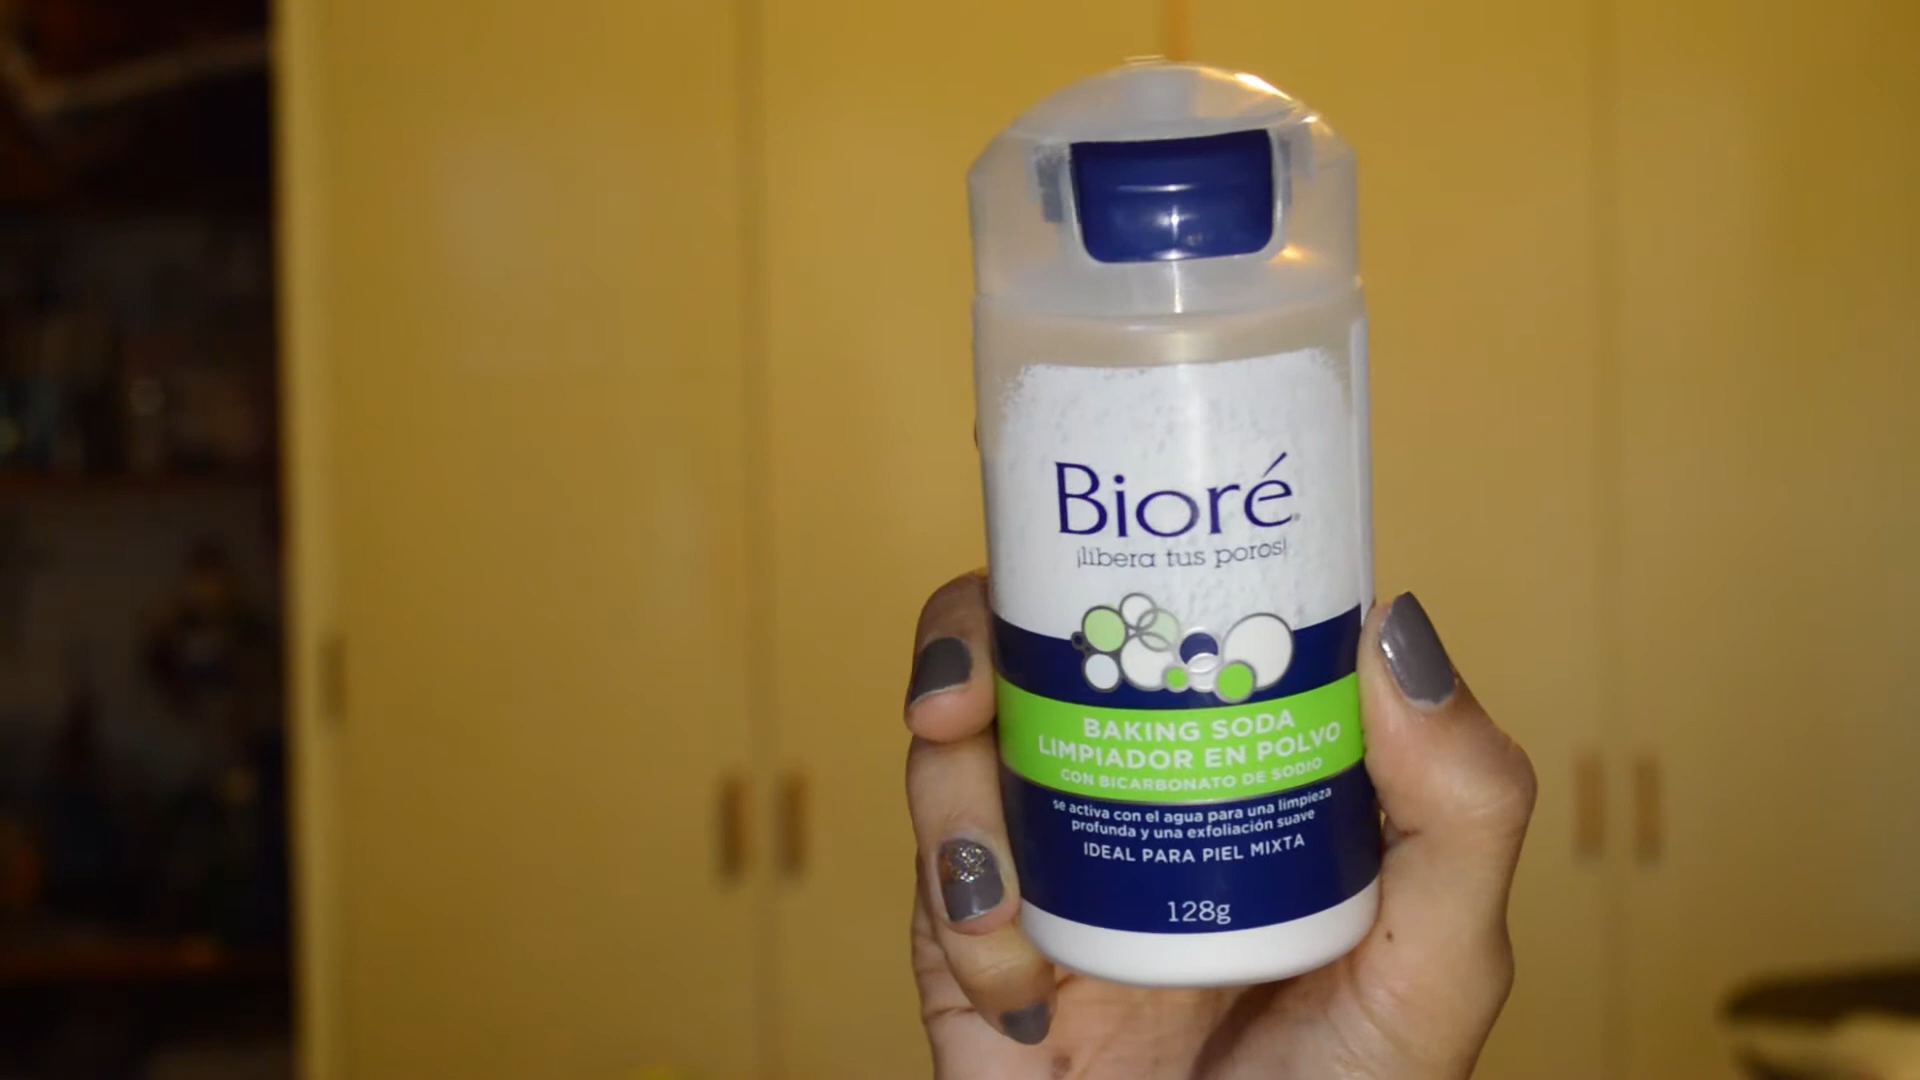 Bioré
¡libera tus poros!
BAKING SODA
LIMPIADOR EN POLVO
CON BICARBONATO DE SODIO
se activa con el agua para una limpieza
profunda y una exfoliación suave
IDEAL PARA PIEL MIXTA
128g